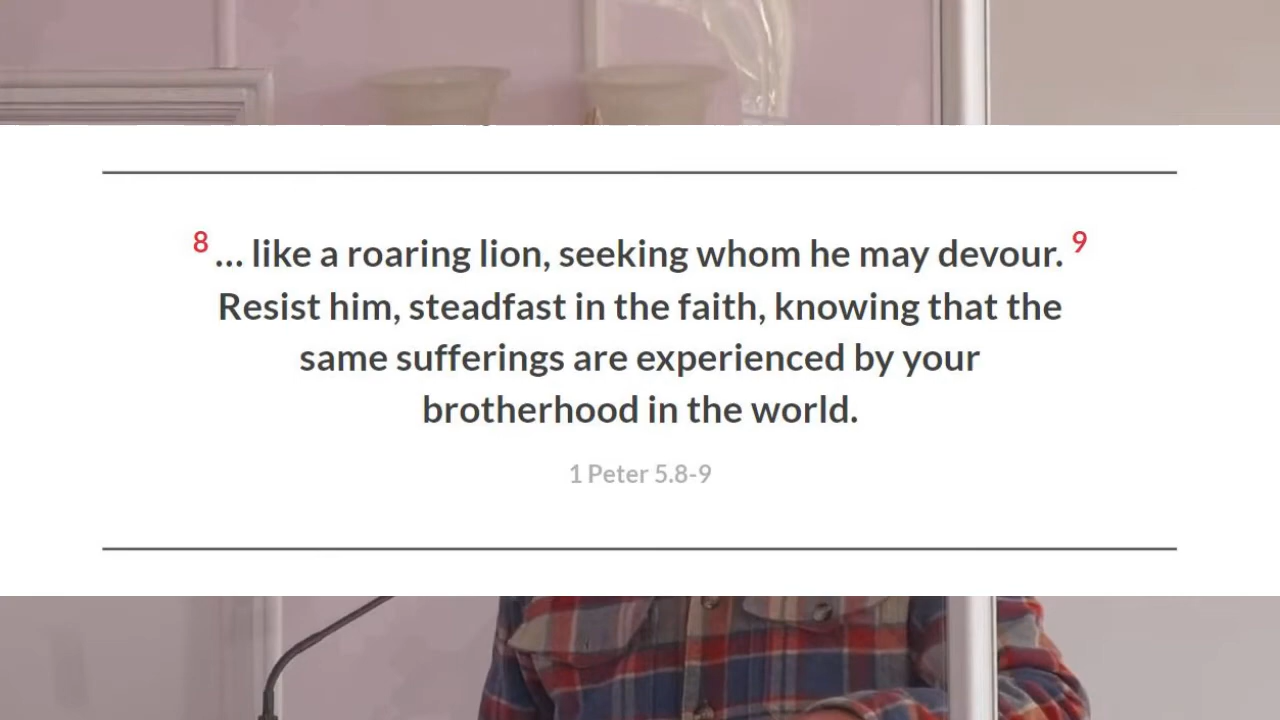 8 ... like a roaring lion, seeking whom he may devour. 9
Resist him, steadfast in the faith, knowing that the
same sufferings are experienced by your
brotherhood in the world.
1 Peter 5.8-9